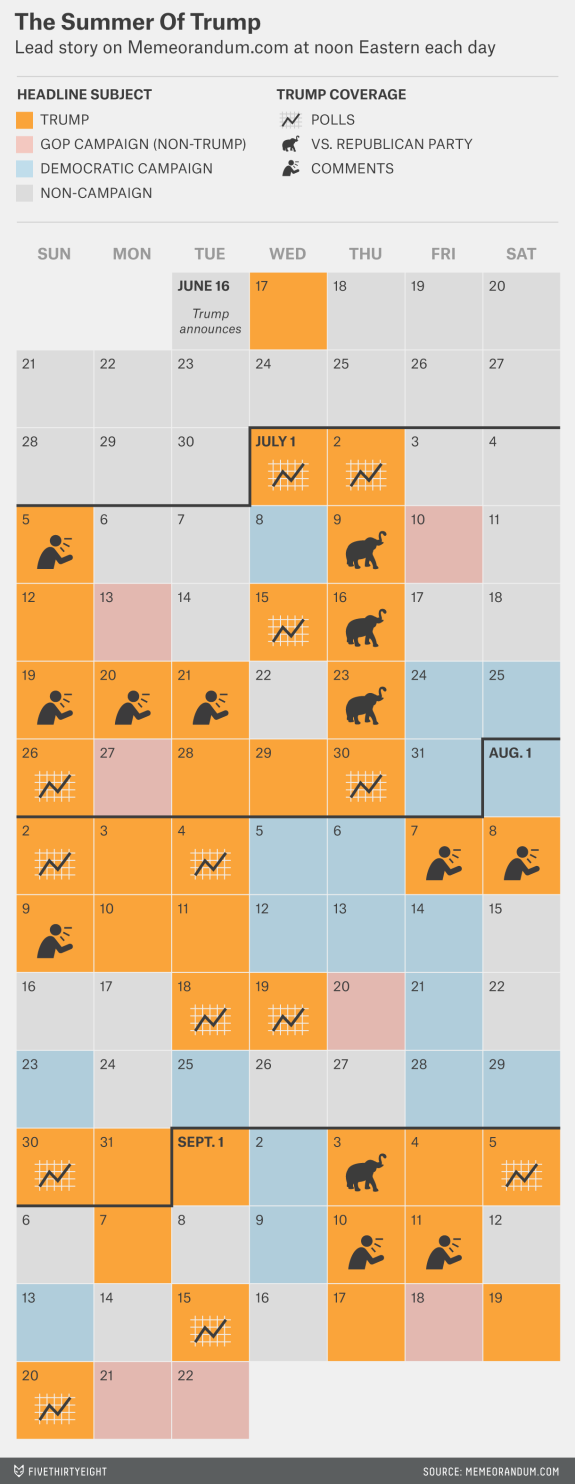 The Summer Of Trump
Lead story on Memeorandum.com at noon Eastern each day
HEADLINE SUBJECT
TRUMP
GOP CAMPAIGN (NON-TRUMP)
DEMOCRATIC CAMPAIGN
NON-CAMPAIGN
TRUMP COVERAGE
POLLS
VS. REPUBLICAN PARTY
COMMENTS
SUN MON TUE WED THU FRI SAT
JUNE 16 17 18 19 20
Trump
announces
21 22 23 24 25 26 27
28 29 30 JULY 1 2 3 4
5 6 7 8 9 10 11
12 13 14 15 16 17 18
19 20 21 22 23 24 25
26 27 28 29 30 31 AUG. 1
2 3 4 5 6 7 8
9 10 11 12 13 14 15
16 17 18 19 20 21 22
23 24 25 26 27 28 29
30 31 SEPT. 1 2 3 4 5
6 7 8 9 10 11 12
13 14 15 16 17 18 19
20 21 22
FIVETHIRTYEIGHT
SOURCE: MEMEORANDUM.COM